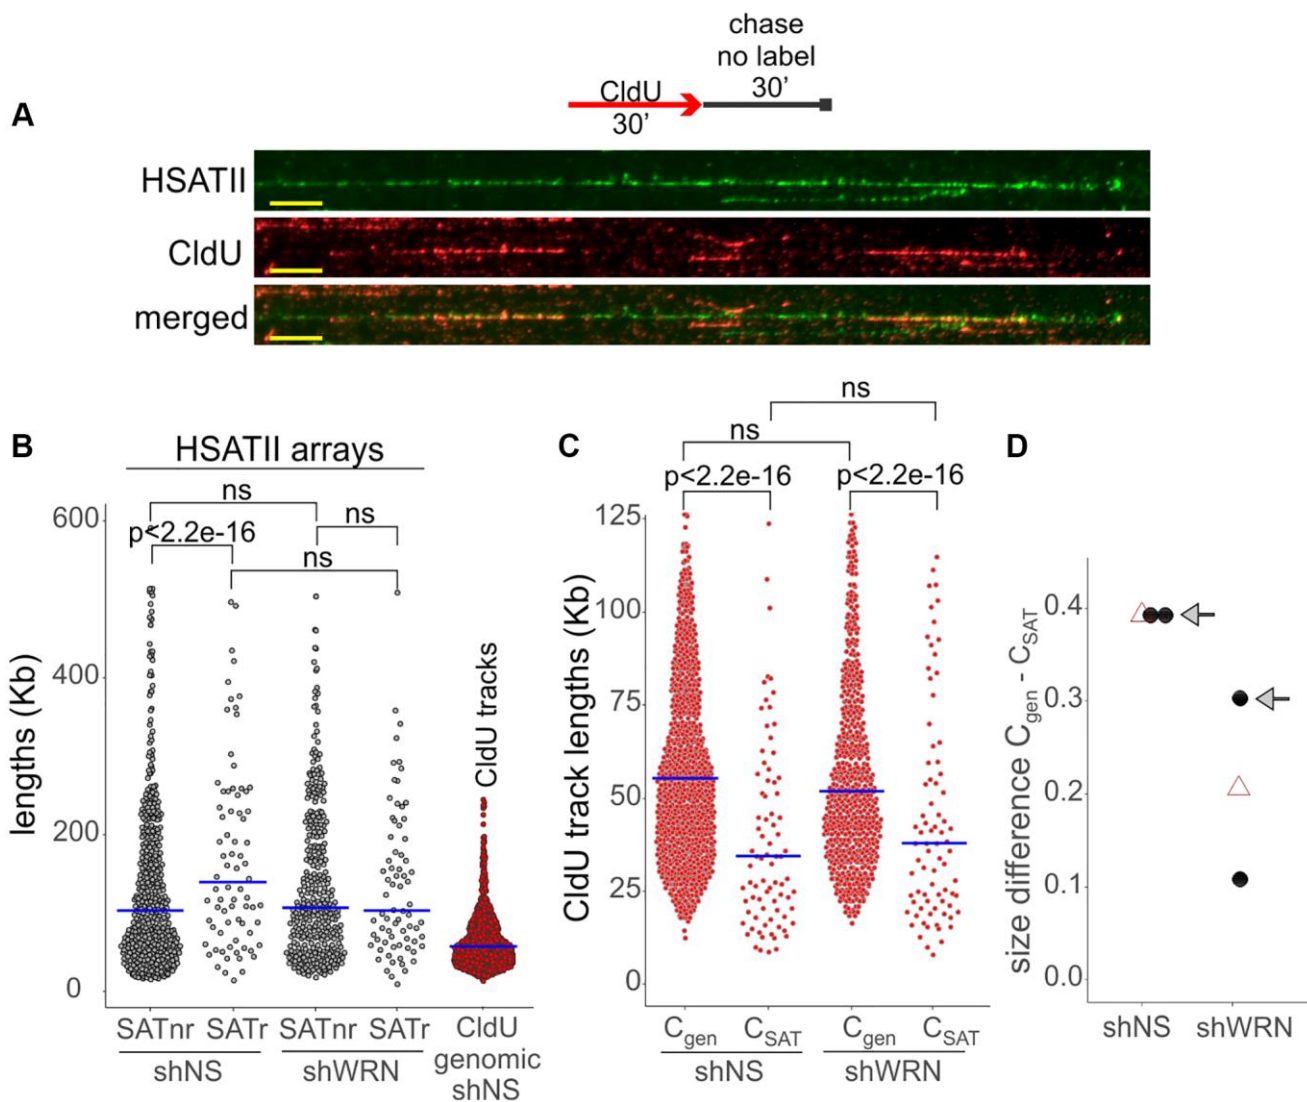 chase
no label
CldU 30'
30'
A
HSATII
CldU
merged
B
HSATII arrays
ns
ns
p<2.2e-16
ns
lengths (Kb)
600
400
200
0
CldU tracks
SATnr SATr SATnr SATr CldU
genomic
shNS
shNS shWRN
C
ns
ns
p<2.2e-16 p<2.2e-16
CldU track lengths (Kb)
125
100
75
50
25
0
Cgen CSAT Cgen CSAT
shNS shWRN
D
size difference Cgen - CSAT
0.4
0.3
0.2
0.1
0.0
shNS shWRN